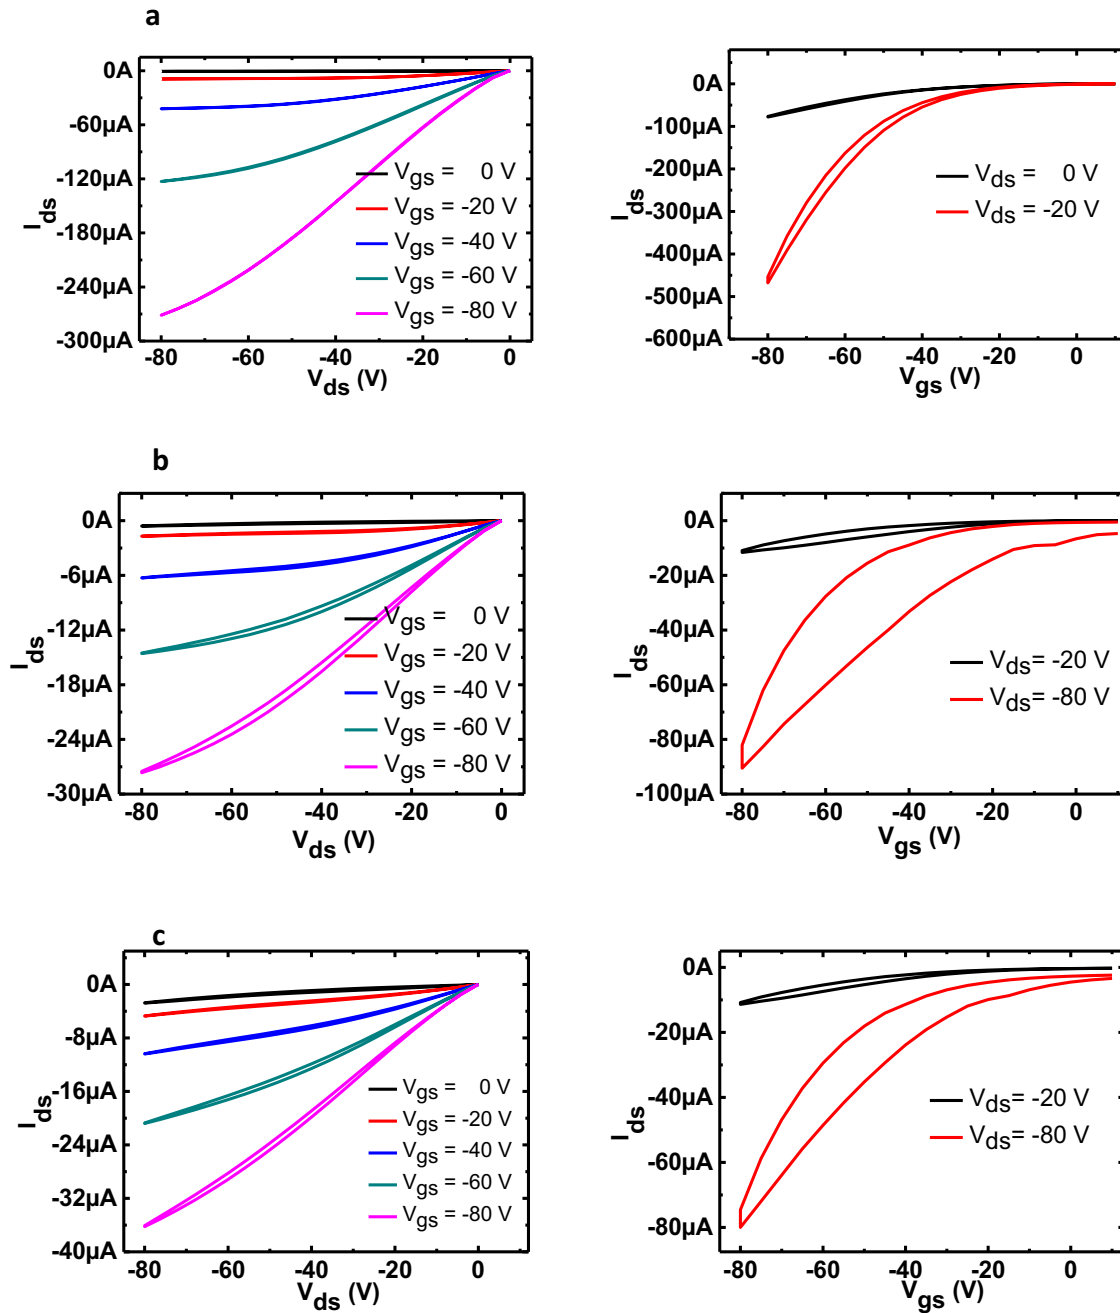 a
0A
-60µA
-120µA
-180µA
-240µA
-300µA
Ids
Vgs = 0 V
Vgs = -20 V
Vgs = -40 V
Vgs = -60 V
Vgs = -80 V
-80 -60 -40 -20 0
Vds (V)
0A
-100µA
-200µA
-300µA
-400µA
-500µA
-600µA
Ids
Vds = 0 V
Vds = -20 V
-80 -60 -40 -20 0
Vgs (V)
b
0A
-6µA
-12µA
-18µA
-24µA
-30µA
Ids
Vgs = 0 V
Vgs = -20 V
Vgs = -40 V
Vgs = -60 V
Vgs = -80 V
-80 -60 -40 -20 0
Vds (V)
0A
-20µA
-40µA
-60µA
-80µA
-100µA
Ids
Vds= -20 V
Vds= -80 V
-80 -60 -40 -20 0
Vgs (V)
c
0A
-8µA
-16µA
-24µA
-32µA
-40µA
Ids
Vgs = 0 V
Vgs = -20 V
Vgs = -40 V
Vgs = -60 V
Vgs = -80 V
-80 -60 -40 -20 0
Vds (V)
0A
-20µA
-40µA
-60µA
-80µA
Ids
Vds= -20 V
Vds= -80 V
-80 -60 -40 -20 0
Vgs (V)